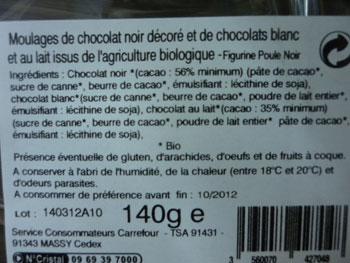 Moulages de chocolat noir décoré et de chocolats blanc
et au lait issus de l'agriculture biologique -Figurine Poule Noir
Ingrédients : Chocolat noir *(cacao : 56% minimum) (pâte de cacao*,
sucre de canne*, beurre de cacao*, émulsifiant : lécithine de soja),
chocolat blanc*(sucre de canne*, beurre de cacao*, poudre de lait entier*,
émulsifiant : lécithine de soja), chocolat au lait*(cacao : 35% minimum)
(sucre de canne*, beurre de cacao*, poudre de lait entier* pâte de cacao*,
émulsifiant : lécithine de soja).
* Bio
Présence éventuelle de gluten, d'arachides, d'oeufs et de fruits à coque.
A conserver à l'abri de l'humidité, de la chaleur (entre 18°C et 20°C) et
d'odeurs parasites.
A consommer de préférence avant fin : 10/2012
Lot : 140312A10 140g e
Service Consommateurs Carrefour - TSA 91431 -
91343 MASSY Cedex
N°Cristal 09 69 39 7000
3 560070 427048